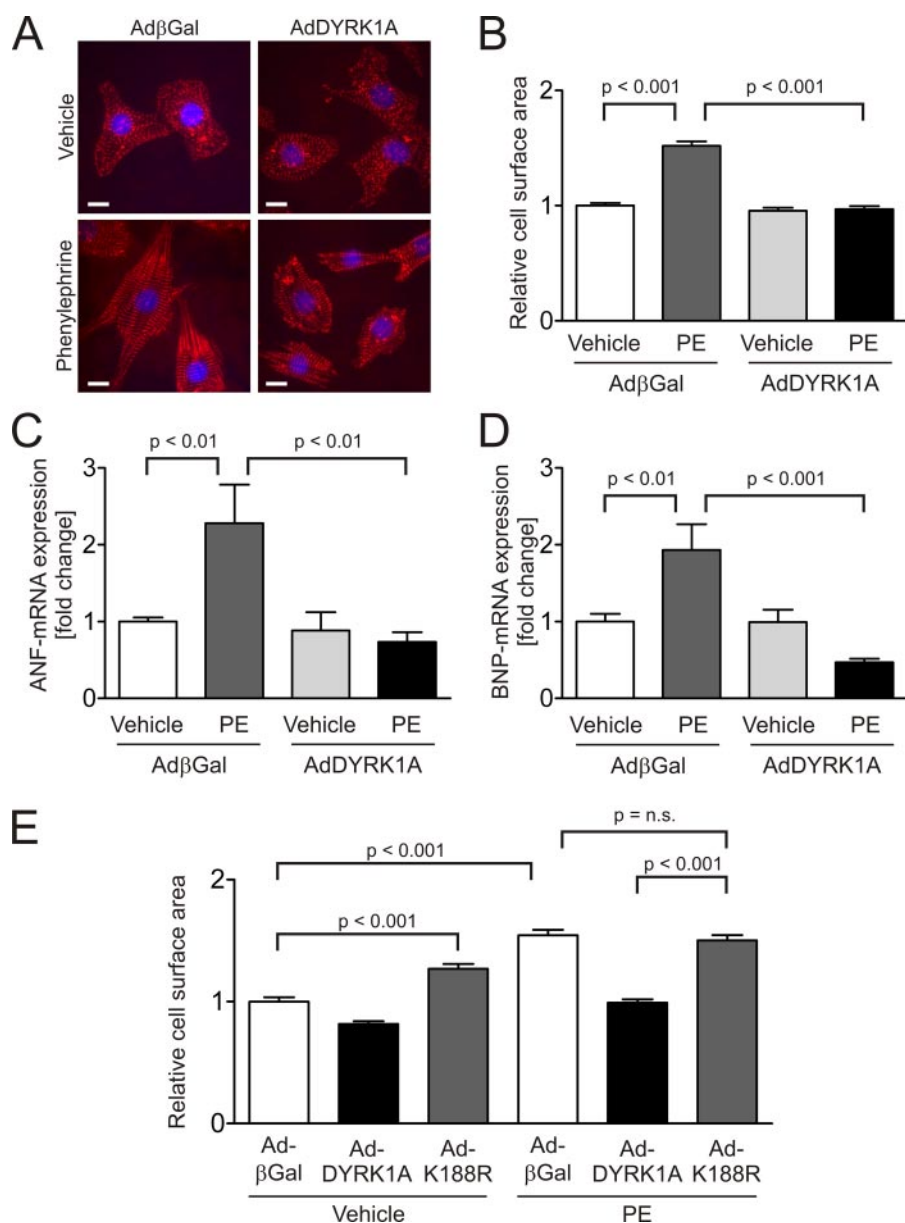 A
AdβGal
AdDYRK1A
Vehicle
Phenylephrine
B
Relative cell surface area
2
1
0
p < 0.001
p < 0.001
Vehicle PE Vehicle PE
AdβGal AdDYRK1A
C
ANF-mRNA expression
[fold change]
3
2
1
0
p < 0.01
p < 0.01
Vehicle PE Vehicle PE
AdβGal AdDYRK1A
D
BNP-mRNA expression
[fold change]
3
2
1
0
p < 0.01
p < 0.001
Vehicle PE Vehicle PE
AdβGal AdDYRK1A
E
Relative cell surface area
2
1
0
p = n.s.
p < 0.001
p < 0.001
p < 0.001
Ad- Ad- Ad- Ad- Ad- Ad-
βGal DYRK1A K188R βGal DYRK1A K188R
Vehicle PE